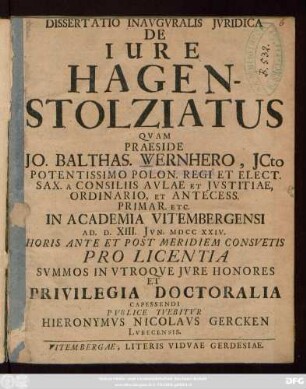 DISSERTATIO INAVGVRALIS JVRIDICA
DE
IURE
HAGEN-
STOLZIATUS
QVAM
PRAESIDE
JO. BALTHAS. WERNHERO, JCto
POTENTISSIMO POLON. REGI ET ELECT.
SAX. A CONSILIIS AVLAE ET JVSTITIAE,
ORDINARIO, ET ANTECESS.
PRIMAR. ETC.
IN ACADEMIA VITEMBERGENSI
AD. D. XIII. JVN. MDCC XXIV.
HORIS ANTE ET POST MERIDIEM CONSVETIS
PRO LICENTIA
SVMMOS IN VTROQVE JVRE HONORES
ET
PRIVILEGIA DOCTORALIA
CAPESSENDI
PVBLICE TVEBITVR
HIERONYMVS NICOLAVS GERCKEN
LVBECENSIS.
VITEMBERGAE, LITERIS VIDVAE GERDESIAE.